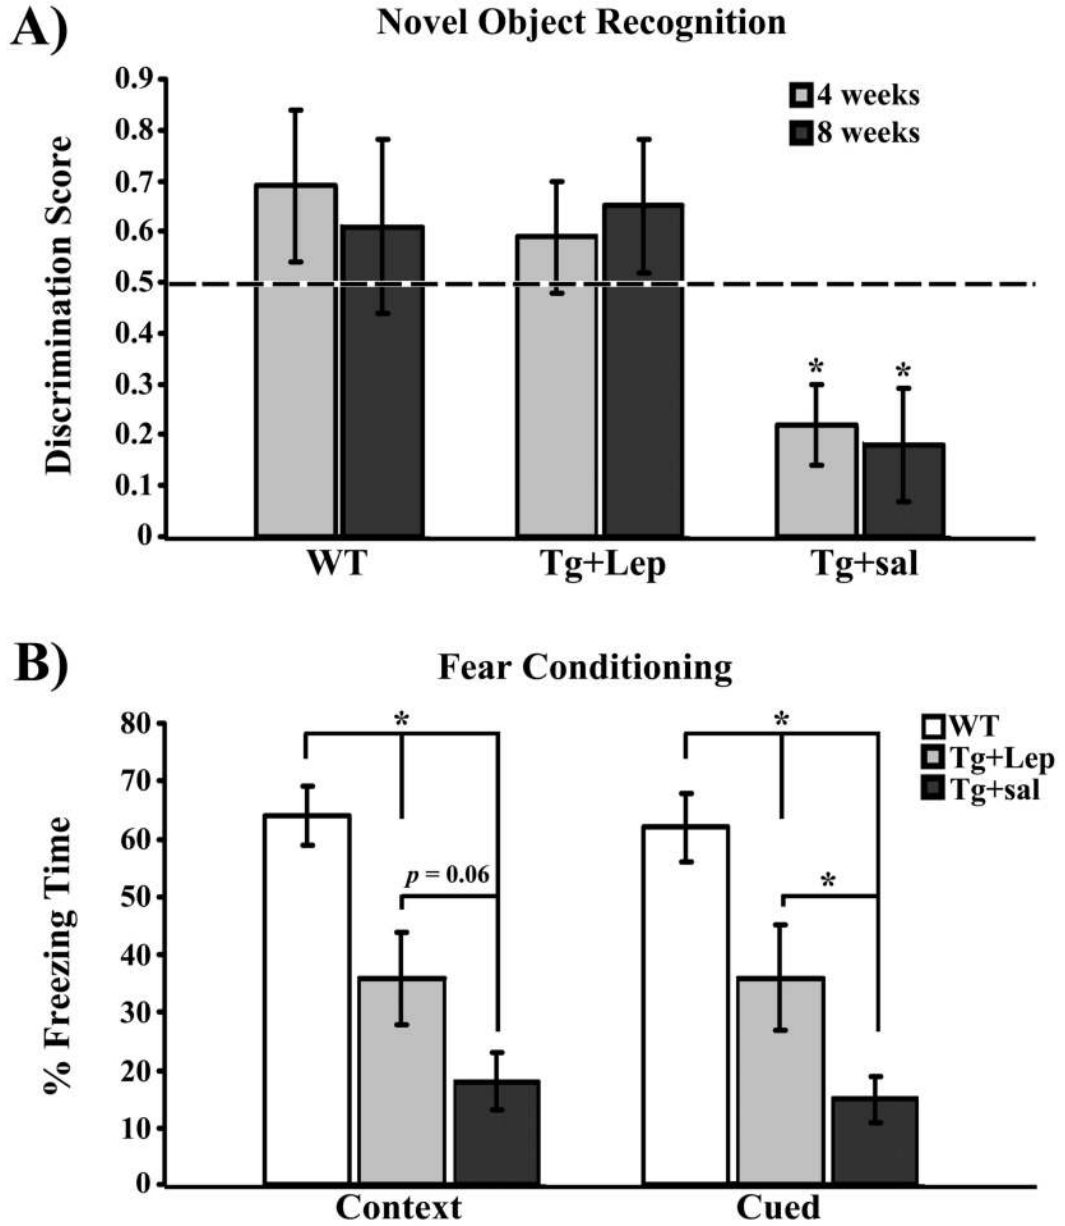 A)
Novel Object Recognition
0.9
0.8
0.7
0.6
0.5
0.4
0.3
0.2
0.1
0
Discrimination Score
4 weeks
8 weeks
*
*
WT
Tg+Lep
Tg+sal
B)
Fear Conditioning
80
70
60
50
40
30
20
10
0
% Freezing Time
WT
Tg+Lep
Tg+sal
*
*
p = 0.06
*
Context
Cued